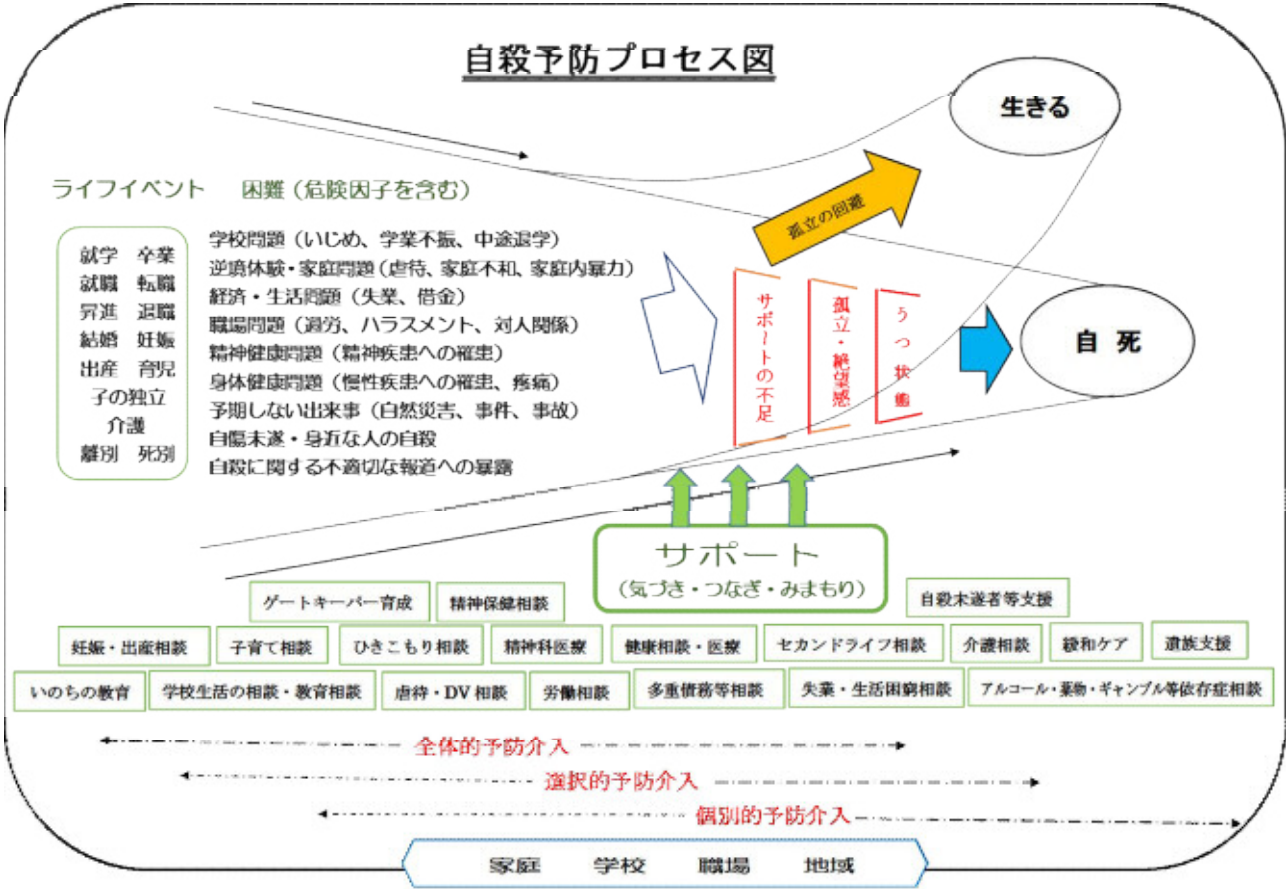 自殺予防プロセス図
生きる
孤立の回避
ライフイベント　困難（危険因子を含む）
就学　卒業
就職　転職
昇進　退職
結婚　妊娠
出産　育児
子の独立
介護
離別　死別
学校問題（いじめ、学業不振、中途退学）
逆境体験・家庭問題（虐待、家庭不和、家庭内暴力）
経済・生活問題（失業、借金）
職場問題（過労、ハラスメント、対人関係）
精神健康問題（精神疾患への罹患）
身体健康問題（慢性疾患への罹患、疼痛）
予期しない出来事（自然災害、事件、事故）
自傷未遂・身近な人の自殺
自殺に関する不適切な報道への暴露
サポートの不足
孤立・絶望感
うつ状態
自 死
サポート
（気づき・つなぎ・みまもり）
ゲートキーパー育成
精神保健相談
自殺未遂者等支援
妊娠・出産相談
子育て相談
ひきこもり相談
精神科医療
健康相談・医療
セカンドライフ相談
介護相談
緩和ケア
遺族支援
いのちの教育
学校生活の相談・教育相談
虐待・DV 相談
労働相談
多重債務等相談
失業・生活困窮相談
アルコール・薬物・ギャンブル等依存症相談
全体的予防介入
選択的予防介入
個別的予防介入
家庭　学校　職場　地域